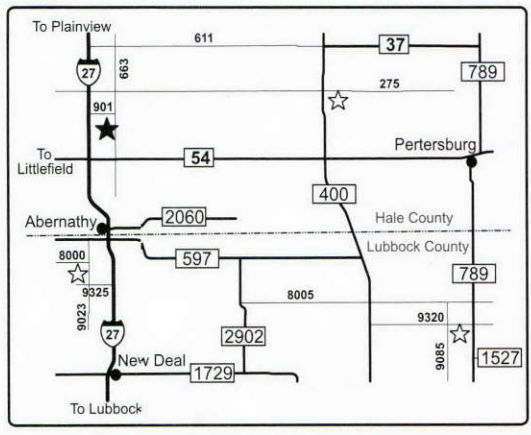 To Plainview
611
37
27
663
789
275
901
Pertersburg
To
Littlefield
54
400
2060
Abernathy
Hale County
Lubbock County
597
8000
9325
8005
789
9023
9320
27
2902
9085
New Deal
1527
1729
To Lubbock